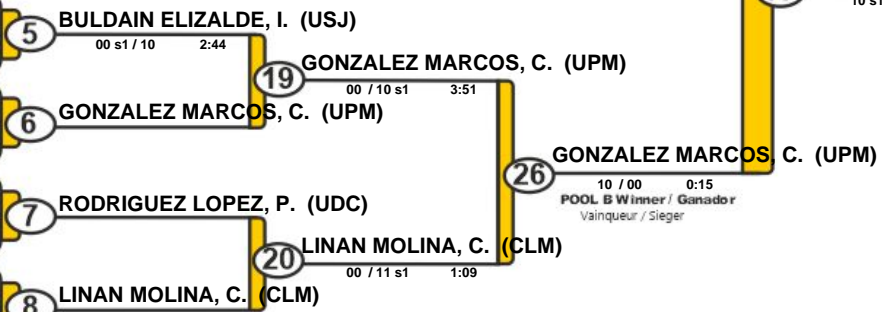 10 s1
5 BULDAIN ELIZALDE, I. (USJ)
00 s1 / 10 2:44
19 GONZALEZ MARCOS, C. (UPM)
00 / 10 s1 3:51
6 GONZALEZ MARCOS, C. (UPM)
26 GONZALEZ MARCOS, C. (UPM)
10 / 00 0:15
POOL B Winner / Ganador
Vainqueur / Sieger
7 RODRIGUEZ LOPEZ, P. (UDC)
20 LINAN MOLINA, C. (CLM)
00 / 11 s1 1:09
8 LINAN MOLINA, C. (CLM)